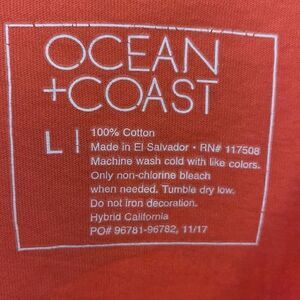 OCEAN
+COAST
L
100% Cotton
Made in El Salvador • RN# 117508
Machine wash cold with like colors.
Only non-chlorine bleach
when needed. Tumble dry low.
Do not iron decoration.
Hybrid California
PO# 96781-96782, 11/17